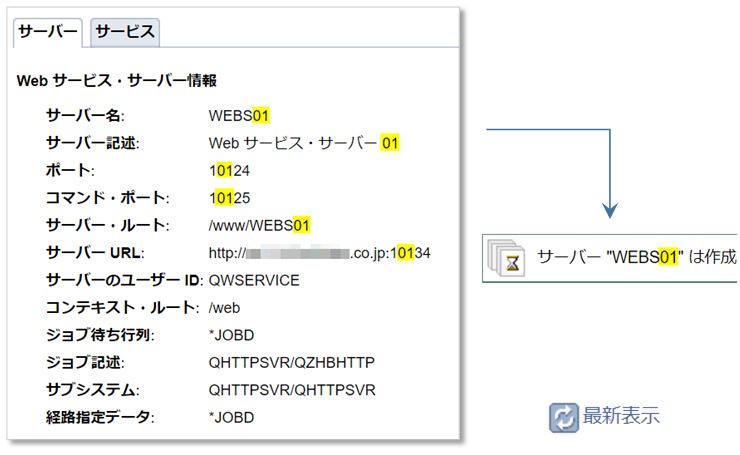 サーバー サービス
Web サービス・サーバー情報
サーバー名: WEBS01
サーバー記述: Web サービス・サーバー 01
ポート: 10124
コマンド・ポート: 10125
サーバー・ルート: /www/WEBS01
サーバー URL: http:// .co.jp:10134
サーバーのユーザー ID: QWSERVICE
コンテキスト・ルート: /web
ジョブ待ち行列: *JOBD
ジョブ記述: QHTTPSVR/QZHBHTTP
サブシステム: QHTTPSVR/QHTTPSVR
経路指定データ: *JOBD
サーバー "WEBS01" は作成
最新表示